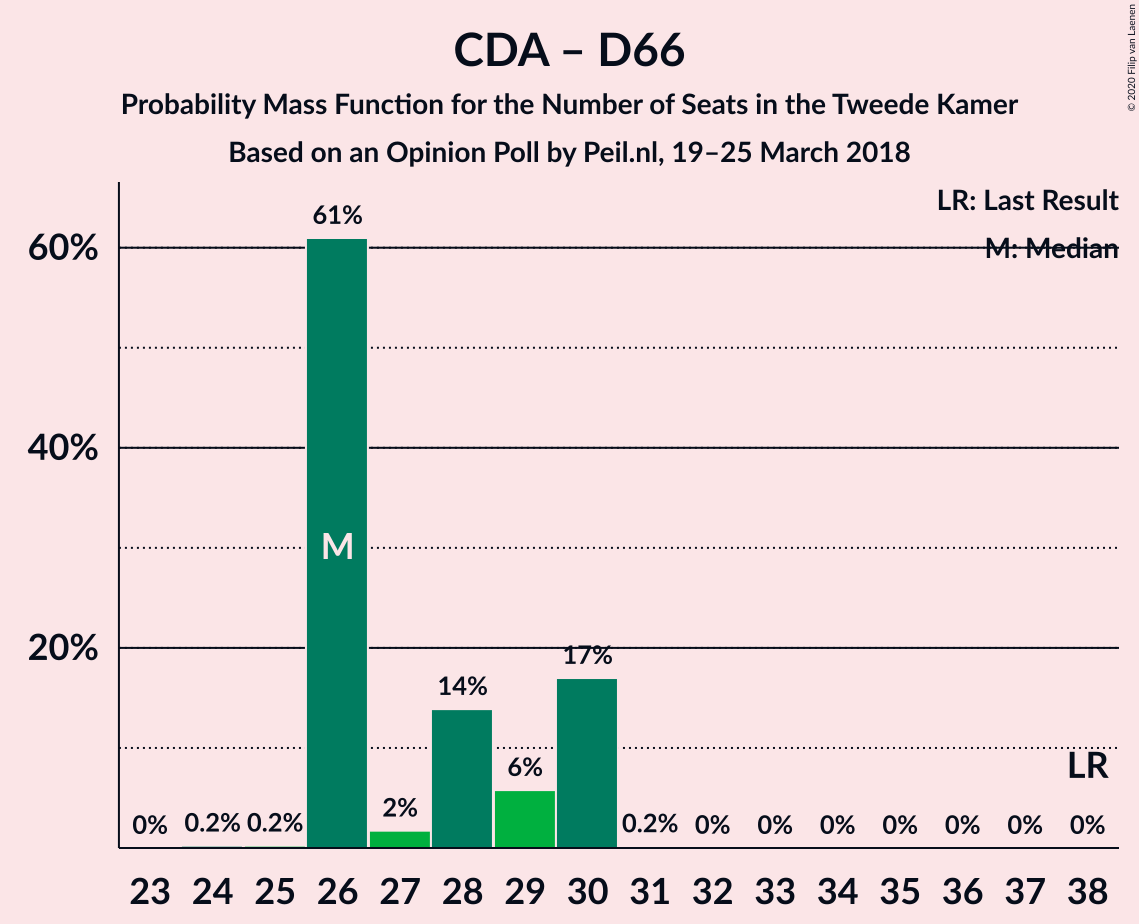 CDA – D66
Probability Mass Function for the Number of Seats in the Tweede Kamer
Based on an Opinion Poll by Peil.nl, 19–25 March 2018
© 2020 Filip van Laenen
LR: Last Result
M: Median
60%
40%
20%
61%
M
17%
14%
6%
2%
LR
0% 0.2% 0.2% 0.2% 0% 0% 0% 0% 0% 0% 0%
23 24 25 26 27 28 29 30 31 32 33 34 35 36 37 38